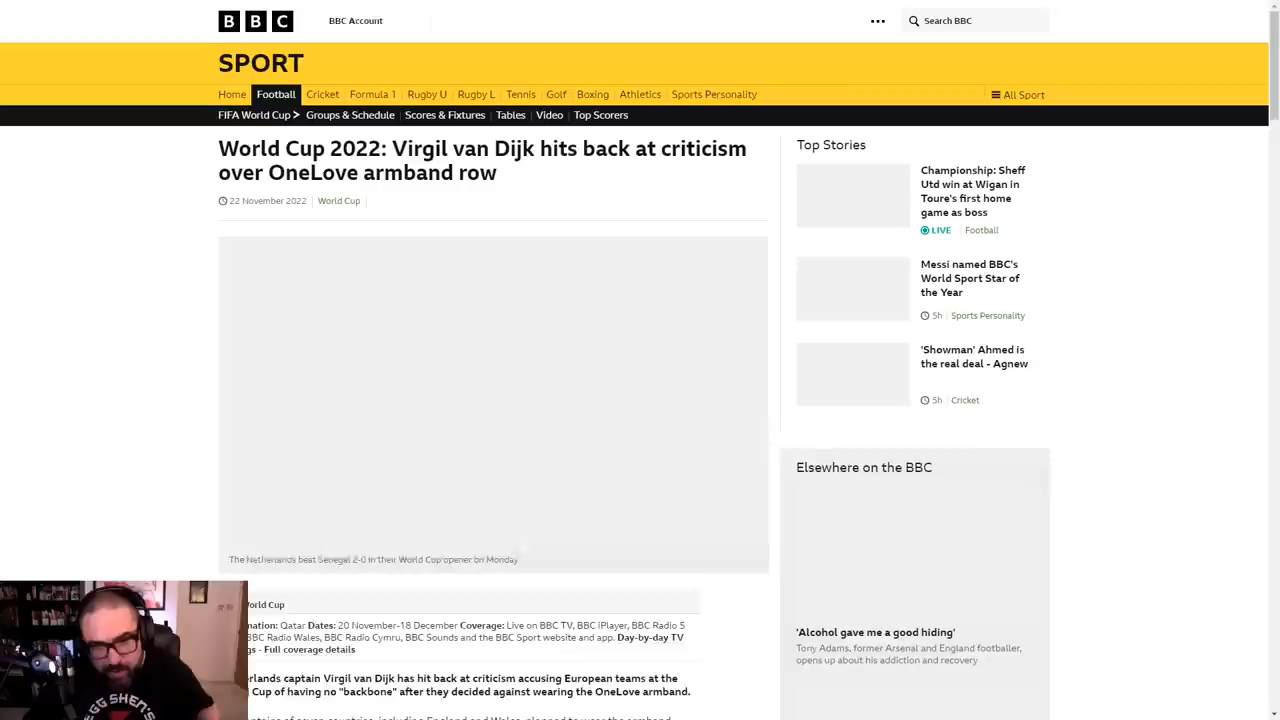 BBC
BBC Account
Search BBC
SPORT
Home Football Cricket Formula 1 Rugby U Rugby L Tennis Golf Boxing Athletics Sports Personality All Sport
FIFA World Cup Groups & Schedule Scores & Fixtures Tables Video Top Scorers
World Cup 2022: Virgil van Dijk hits back at criticism
over OneLove armband row
22 November 2022 World Cup
The Netherlands beat Senegal 2-0 in their World Cup opener on Monday
World Cup
Dates: 20 November-18 December Coverage: Live on BBC TV, BBC iPlayer, BBC Radio 5
BBC Radio Wales, BBC Radio Cymru, BBC Sounds and the BBC Sport website and app. Day-by-day TV
- Full coverage details
captain Virgil van Dijk has hit back at criticism accusing European teams at the
Cup of having no "backbone" after they decided against wearing the OneLove armband.
Top Stories
Championship: Sheff
Utd win at Wigan in
Toure's first home
game as boss
LIVE Football
Messi named BBC's
World Sport Star of
the Year
5h Sports Personality
'Showman' Ahmed is
the real deal - Agnew
5h Cricket
Elsewhere on the BBC
'Alcohol gave me a good hiding'
Tony Adams, former Arsenal and England footballer,
opens up about his addiction and recovery